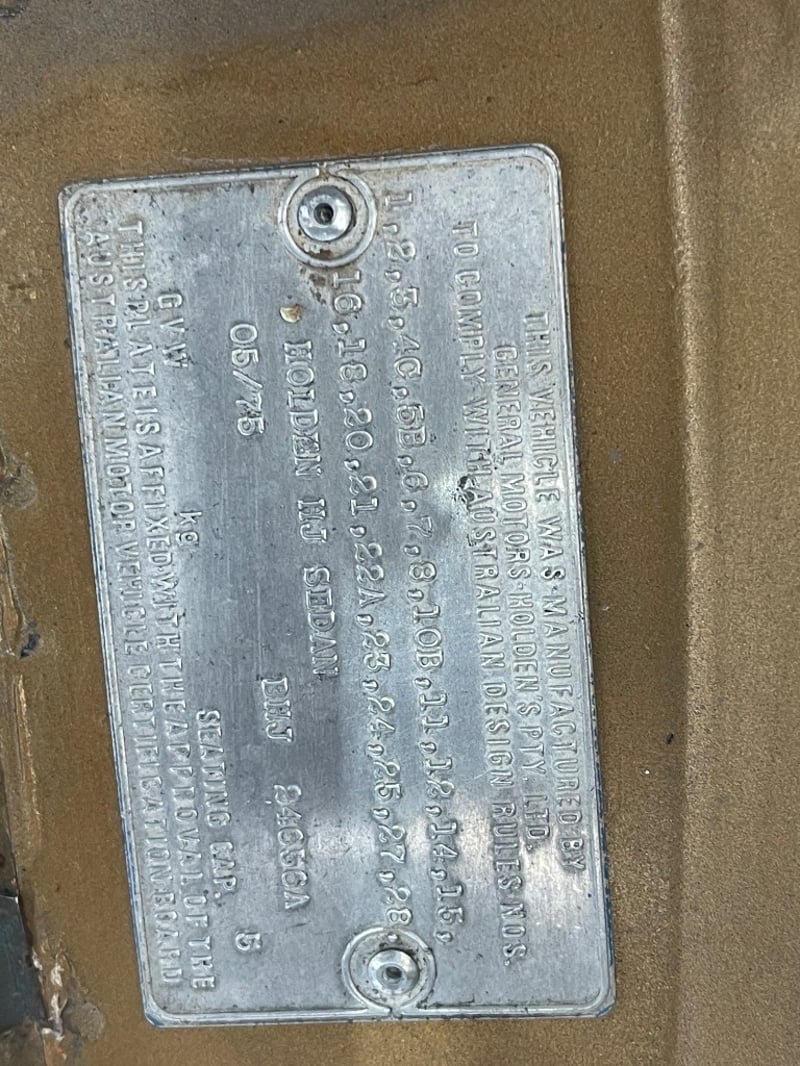 THIS VEHICLE WAS MANUFACTURED BY
GENERAL MOTORS-HOLDEN'S PTY. LTD.
TO COMPLY WITH AUSTRALIAN DESIGN RULES NOS.
1,2,3,4C,5B,6,7,8,10B,11,12,14,15,
16,18,20,21,22A,23,24,25,27,28
HOLDEN HJ SEDAN
05/75 BHJ 24656A
GVW kg SEATING CAP. 5
THIS PLATE IS AFFIXED WITH THE APPROVAL OF THE
AUSTRALIAN MOTOR VEHICLE CERTIFICATION BOARD